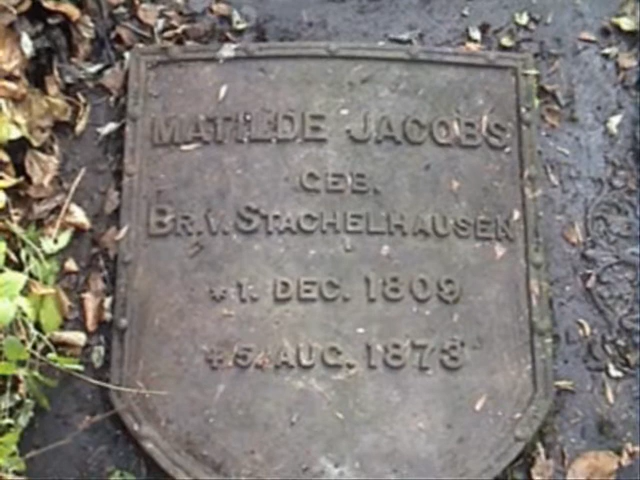 MATILDE JACOBS
GEB.
BR. V. STACHELHAUSEN
*1. DEC. 1809
+5. AUG. 1873